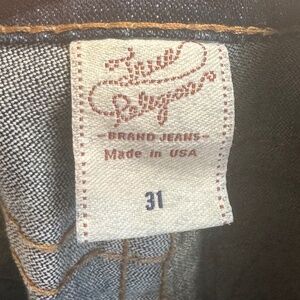 True
Religion®
-BRAND JEANS-
Made in USA
31